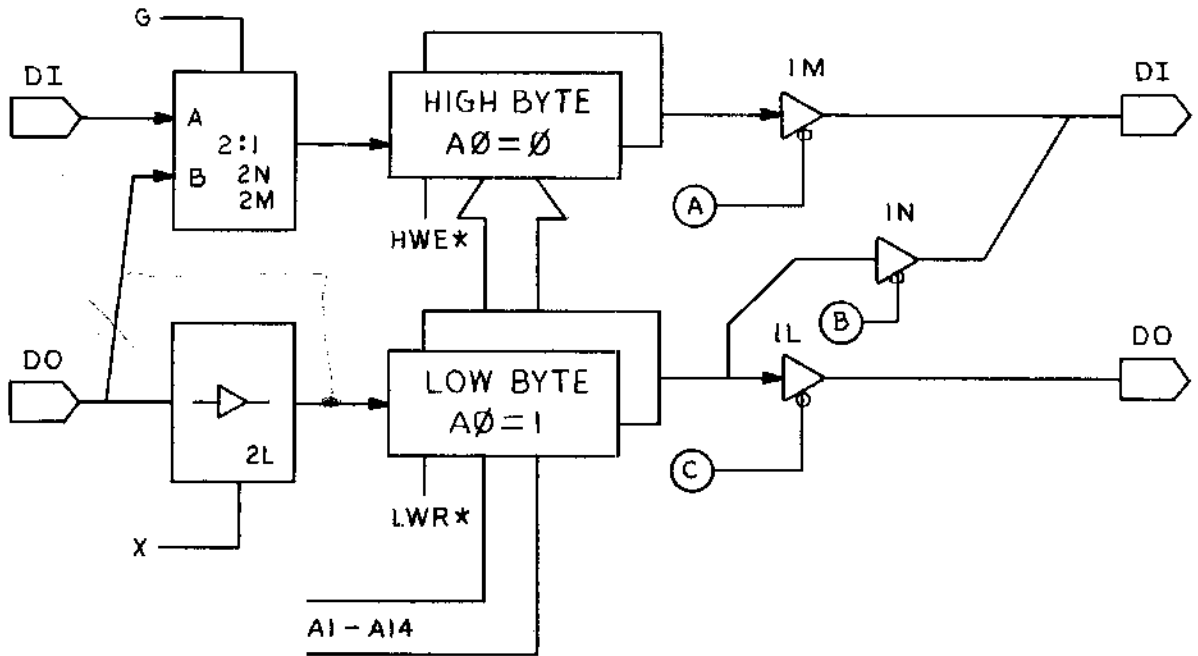 G
DI
A
2:1
B
2N
2M
HIGH BYTE
AØ=Ø
HWE*
1M
DI
A
1N
B
DO
2L
X
LOW BYTE
AØ=1
LWR*
1L
DO
C
A1-A14